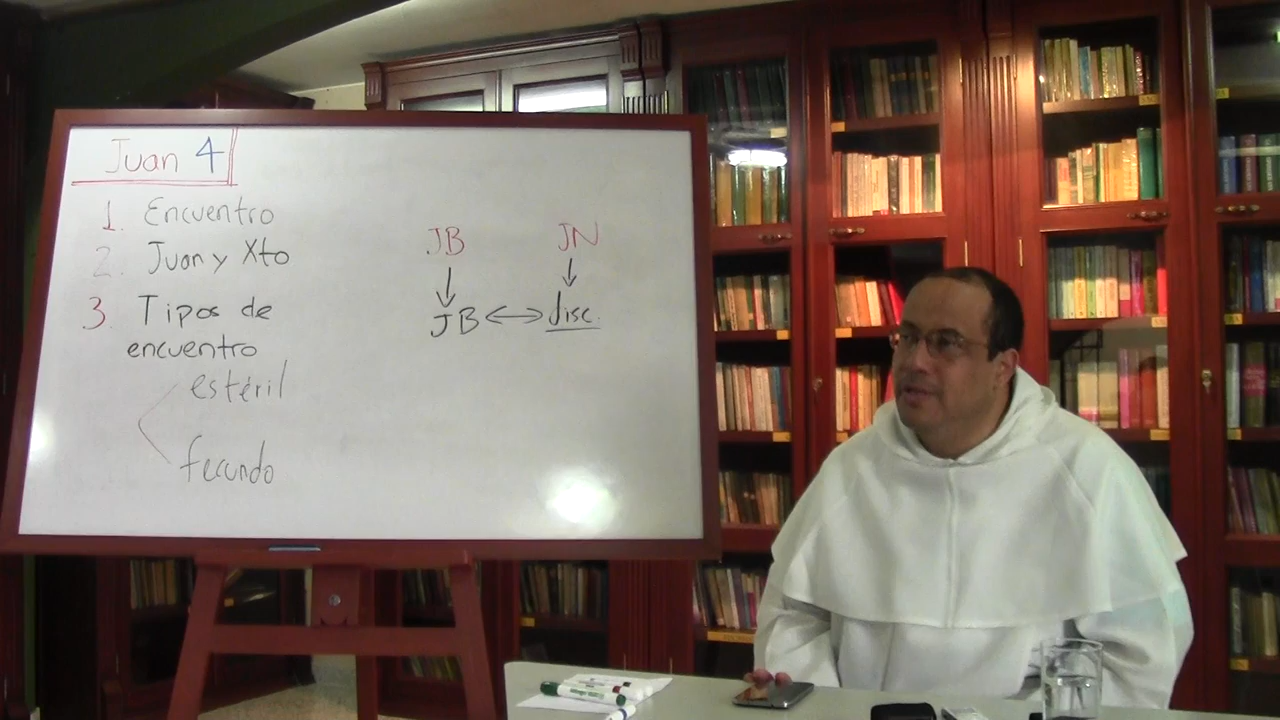 Juan 4
1. Encuentro
2. Juan y Xto
3. Tipos de
encuentro
estéril
fecundo
JB JN
JB disc.